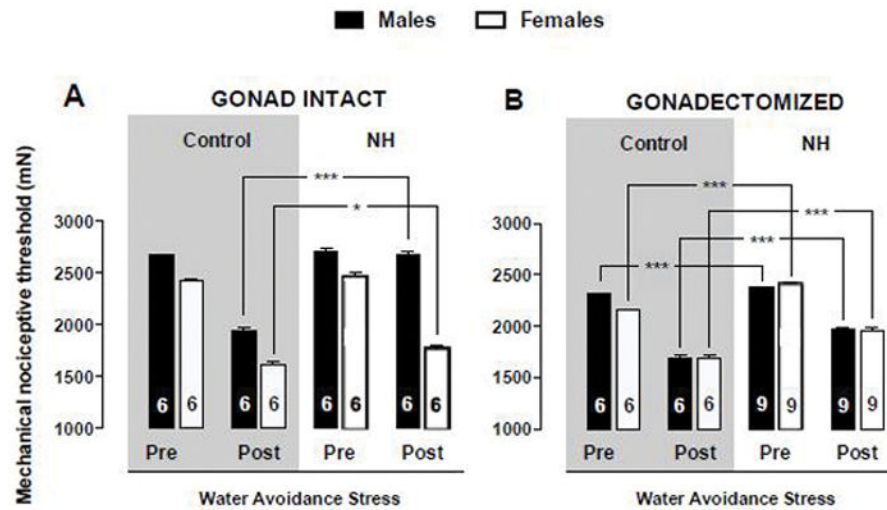 Males Females
A GONAD INTACT
B GONADECTOMIZED
Control NH
Control NH
*** 
*
***
***
***
***
Mechanical nociceptive threshold (mN)
3000
2500
2000
1500
1000
3000
2500
2000
1500
1000
6 6 6 6 6 6 6 6
6 6 6 6 9 9 9 9
Pre Post Pre Post
Pre Post Pre Post
Water Avoidance Stress
Water Avoidance Stress